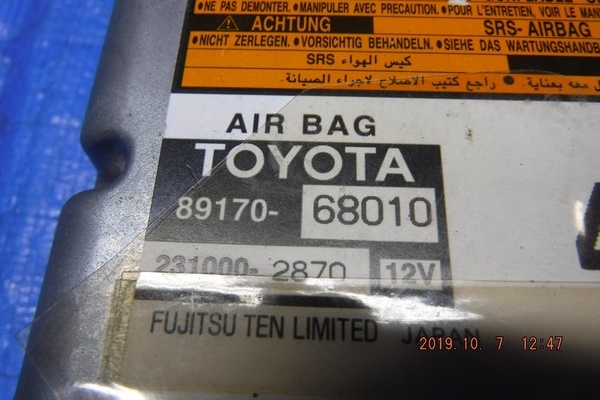 ●NE PAS DEMONTER.●MANIPULER AVEC PRECAUTION.●POUR L'ENTRETIEN, VOIR LE
ACHTUNG SRS-AIRBAG
●NICHT ZERLEGEN.●VORSICHTIG BEHANDELN.●SIEHE DAS WARTUNGSHANDB
كيس الهواء SRS
بعناية. ● راجع كتيب الاصلاح لاجراء الصيانة.
AIR BAG
TOYOTA
89170- 68010
231000- 2870 12V
FUJITSU TEN LIMITED JAPAN
2019.10. 7 12:47